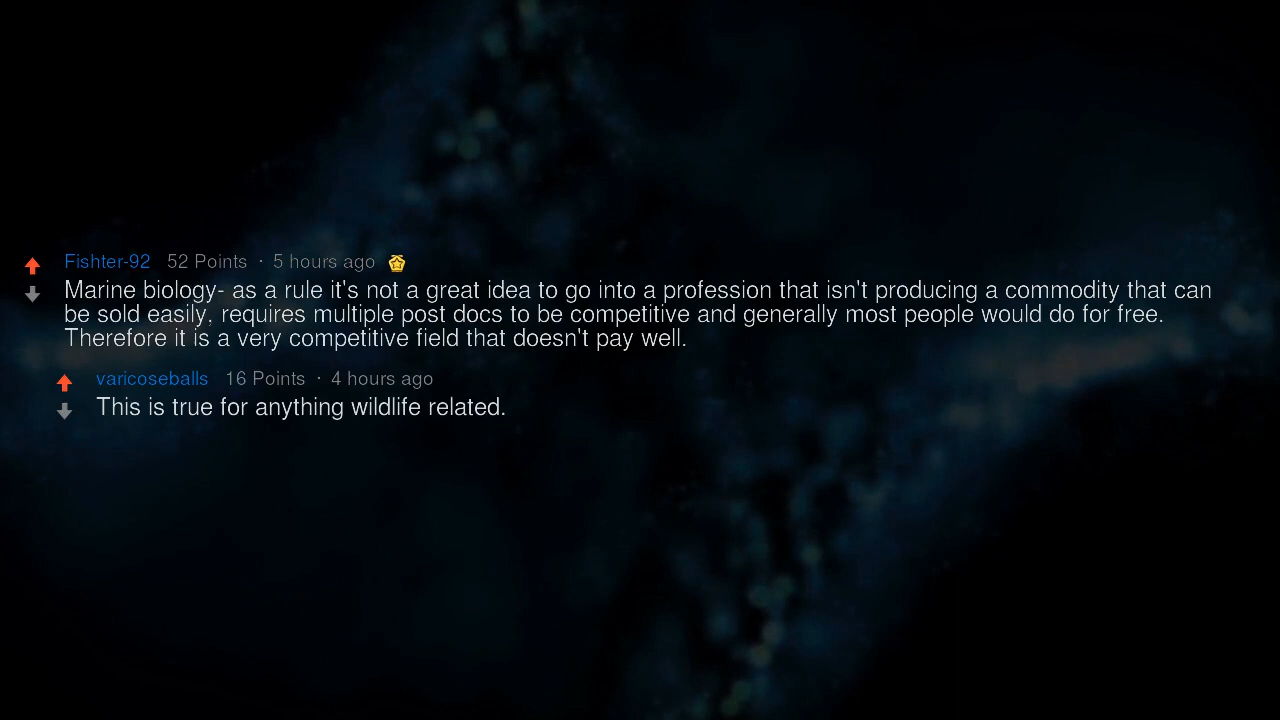 Fishter-92 52 Points · 5 hours ago
Marine biology- as a rule it's not a great idea to go into a profession that isn't producing a commodity that can
be sold easily, requires multiple post docs to be competitive and generally most people would do for free.
Therefore it is a very competitive field that doesn't pay well.
varicoseballs 16 Points · 4 hours ago
This is true for anything wildlife related.